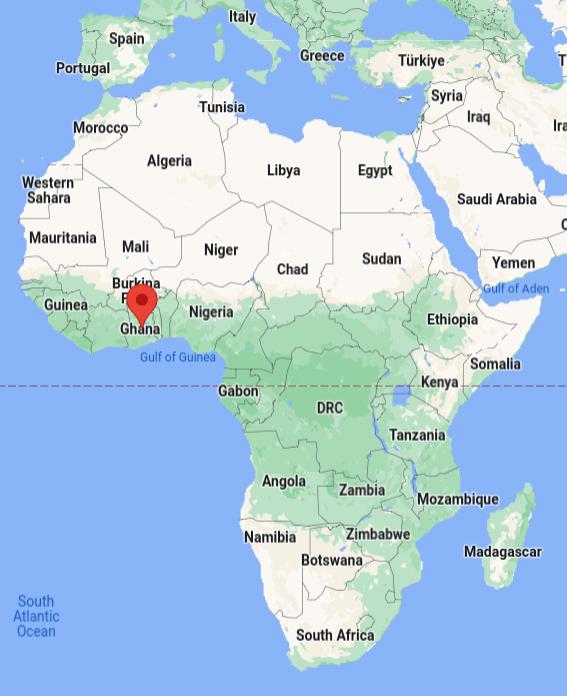 Italy
Spain
Portugal
Greece
Türkiye
T
Syria
Tunisia
Iraq
Ira
Morocco
Algeria
Libya
Egypt
Western
Sahara
Saudi Arabia
Mauritania
Mali
Niger
Chad
Sudan
Yemen
Burkina
F
Gulf of Aden
Guinea
Nigeria
Ghana
Ethiopia
Gulf of Guinea
Somalia
Gabon
Kenya
DRC
Tanzania
Angola
Zambia
Mozambique
Namibia
Zimbabwe
Botswana
Madagascar
South
Atlantic
Ocean
South Africa